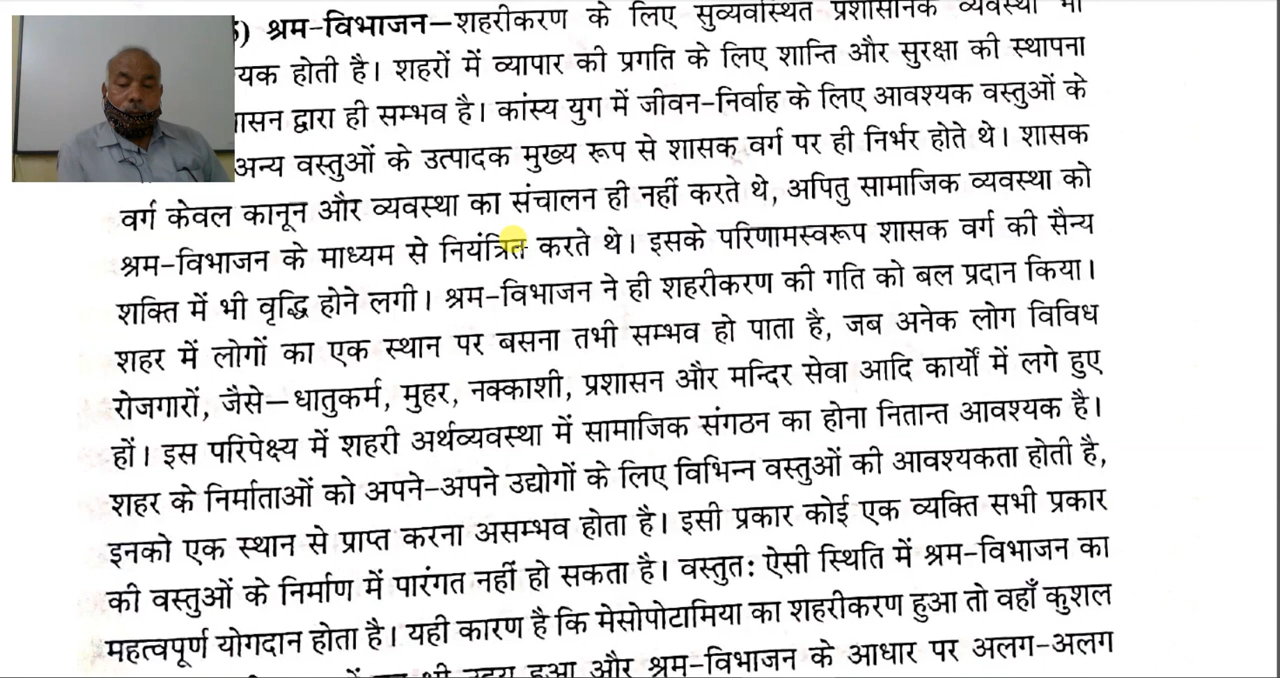 ) श्रम-विभाजन—शहरीकरण के लिए सुव्यवस्थित प्रशासनिक व्यवस्था भी
यक होती है। शहरों में व्यापार की प्रगति के लिए शान्ति और सुरक्षा की स्थापना
ासन द्वारा ही सम्भव है। कांस्य युग में जीवन-निर्वाह के लिए आवश्यक वस्तुओं के
अन्य वस्तुओं के उत्पादक मुख्य रूप से शासक वर्ग पर ही निर्भर होते थे। शासक
वर्ग केवल कानून और व्यवस्था का संचालन ही नहीं करते थे, अपितु सामाजिक व्यवस्था को
श्रम-विभाजन के माध्यम से नियंत्रित करते थे। इसके परिणामस्वरूप शासक वर्ग की सैन्य
शक्ति में भी वृद्धि होने लगी। श्रम-विभाजन ने ही शहरीकरण की गति को बल प्रदान किया।
शहर में लोगों का एक स्थान पर बसना तभी सम्भव हो पाता है, जब अनेक लोग विविध
रोजगारों, जैसे—धातुकर्म, मुहर, नक्काशी, प्रशासन और मन्दिर सेवा आदि कार्यों में लगे हुए
हों। इस परिपेक्ष्य में शहरी अर्थव्यवस्था में सामाजिक संगठन का होना नितान्त आवश्यक है।
शहर के निर्माताओं को अपने-अपने उद्योगों के लिए विभिन्न वस्तुओं की आवश्यकता होती है,
इनको एक स्थान से प्राप्त करना असम्भव होता है। इसी प्रकार कोई एक व्यक्ति सभी प्रकार
की वस्तुओं के निर्माण में पारंगत नहीं हो सकता है। वस्तुतः ऐसी स्थिति में श्रम-विभाजन का
महत्वपूर्ण योगदान होता है। यही कारण है कि मेसोपोटामिया का शहरीकरण हुआ तो वहाँ कुशल
भी उदय हुआ और श्रम-विभाजन के आधार पर अलग-अलग